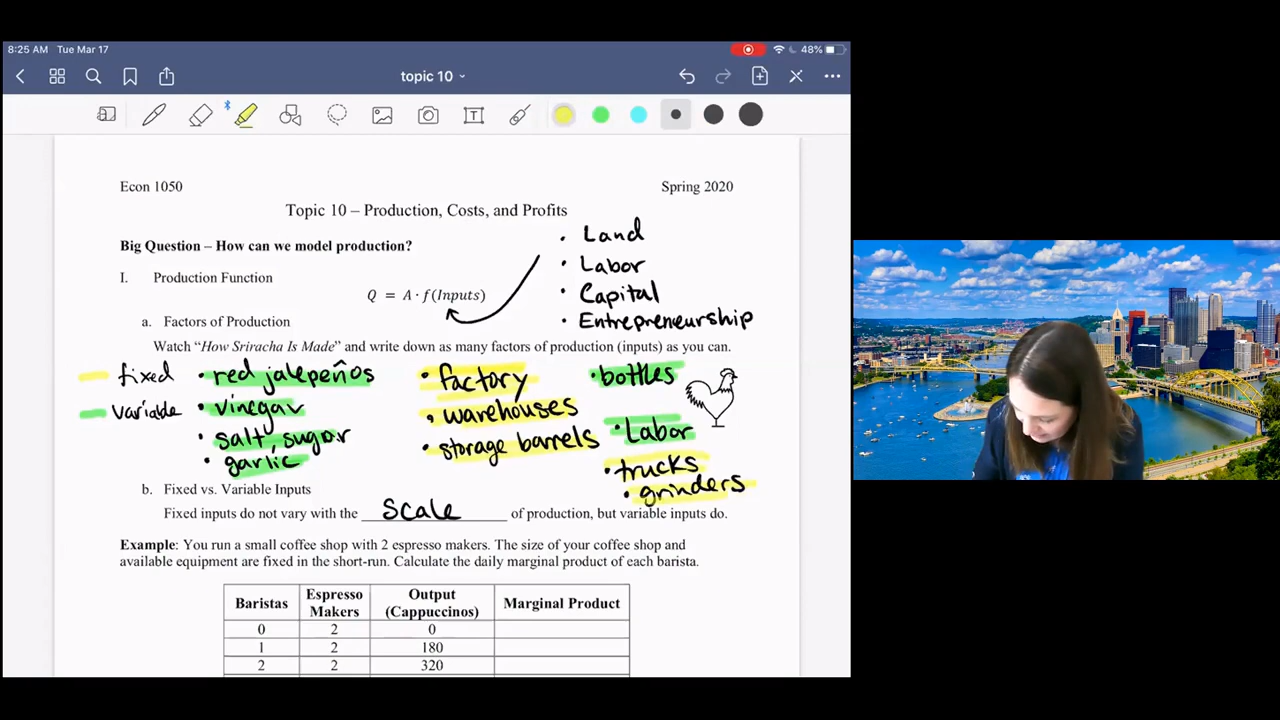 8:25 AM Tue Mar 17 48%
topic 10
Econ 1050 Spring 2020
Topic 10 – Production, Costs, and Profits
• Land
Big Question – How can we model production?
• Labor
I. Production Function
Q = A · f(Inputs)
• Capital
a. Factors of Production
• Entrepreneurship
Watch “How Sriracha Is Made” and write down as many factors of production (inputs) as you can.
fixed • red jalepeños • factory • bottles
variable • vinegar • warehouses
• salt, sugar • storage barrels • Labor
• garlic • trucks
• grinders
b. Fixed vs. Variable Inputs
Fixed inputs do not vary with the scale of production, but variable inputs do.
Example: You run a small coffee shop with 2 espresso makers. The size of your coffee shop and
available equipment are fixed in the short-run. Calculate the daily marginal product of each barista.
Baristas Espresso Makers Output (Cappuccinos) Marginal Product
0 2 0
1 2 180
2 2 320